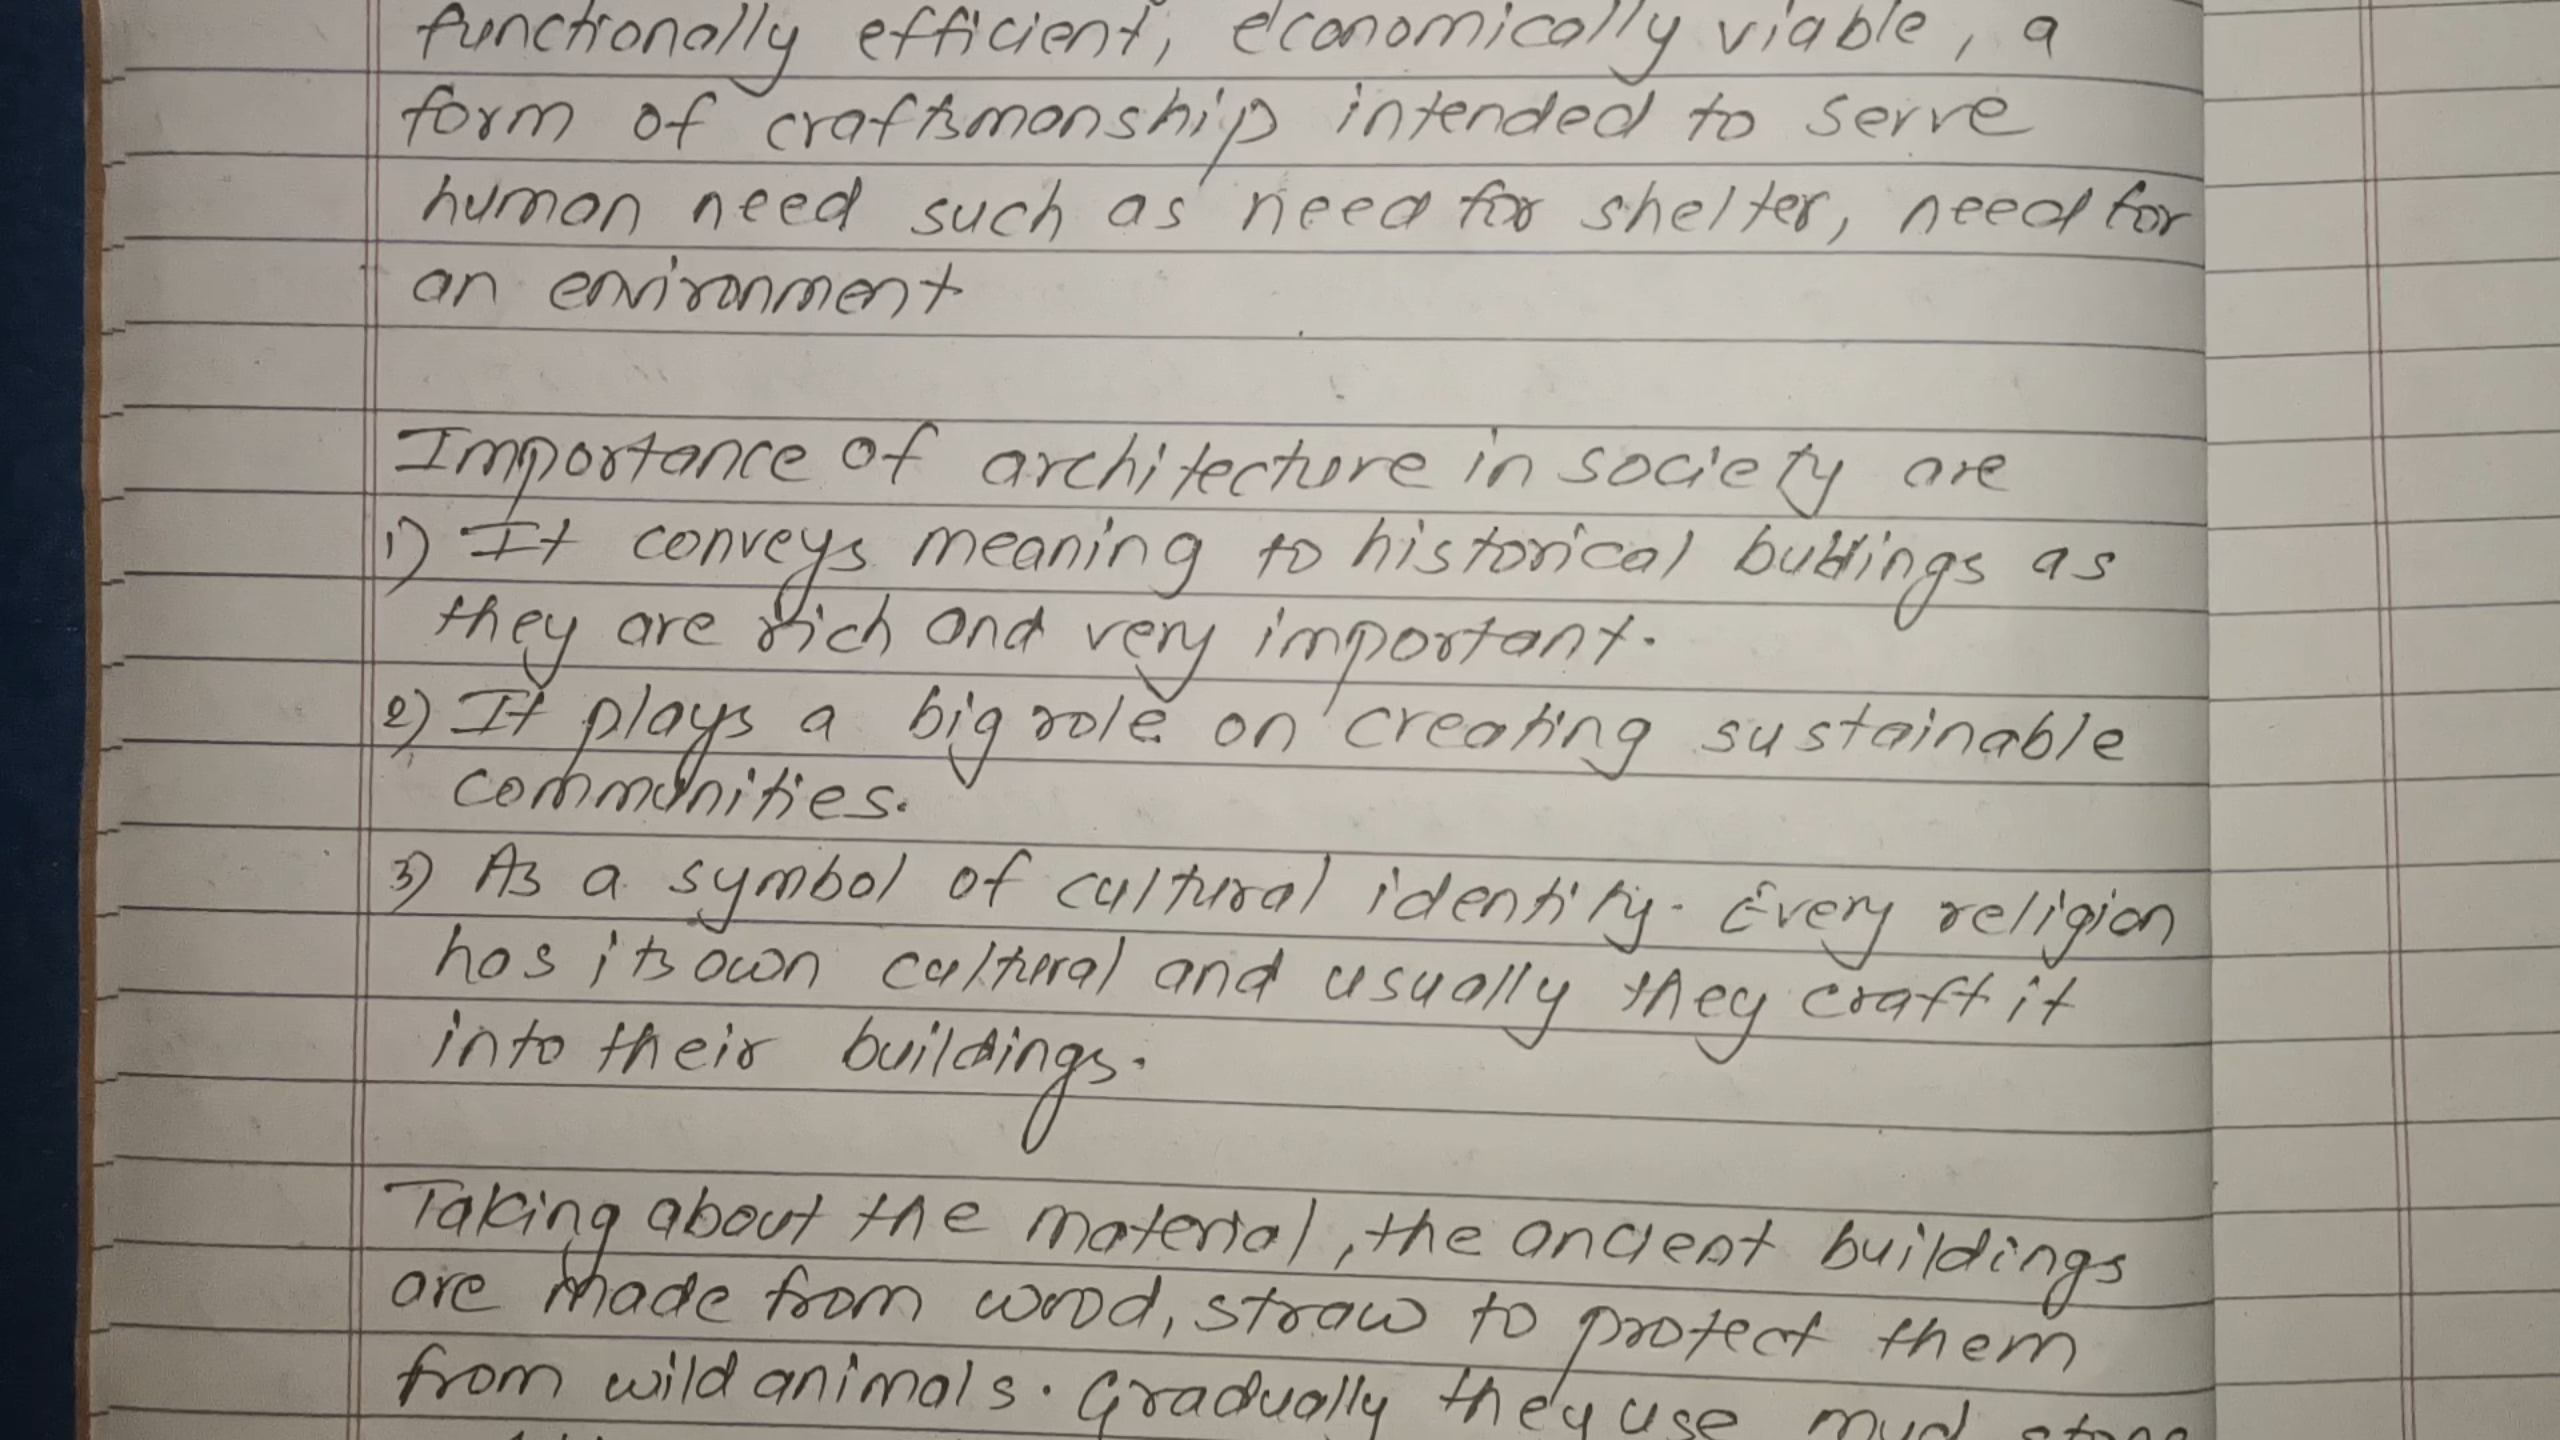 functionally efficient, economically viable, a
form of craftsmanship intended to serve
human need such as need for shelter, need for
an environment
Importance of architecture in society are
1) It conveys meaning to historical buldings as
they are rich and very important.
2) It plays a big role on creating sustainable
communities.
3) As a symbol of cultural identity. Every religion
has its own cultural and usually they craft it
into their buildings.
Taking about the material, the ancient buildings
are made from wood, straw to protect them
from wild animals. Gradually they use mud stone